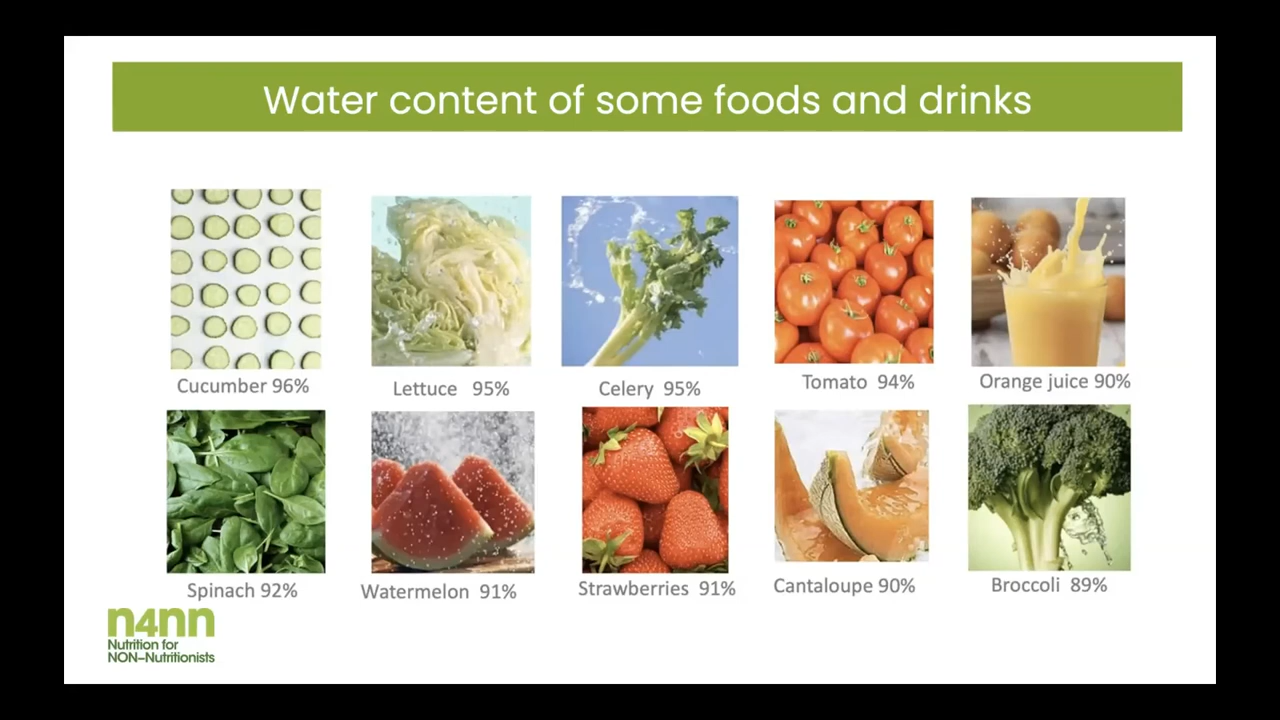 Water content of some foods and drinks
Cucumber 96%
Lettuce 95%
Celery 95%
Tomato 94%
Orange juice 90%
Spinach 92%
Watermelon 91%
Strawberries 91%
Cantaloupe 90%
Broccoli 89%
n4nn
Nutrition for
NON–Nutritionists